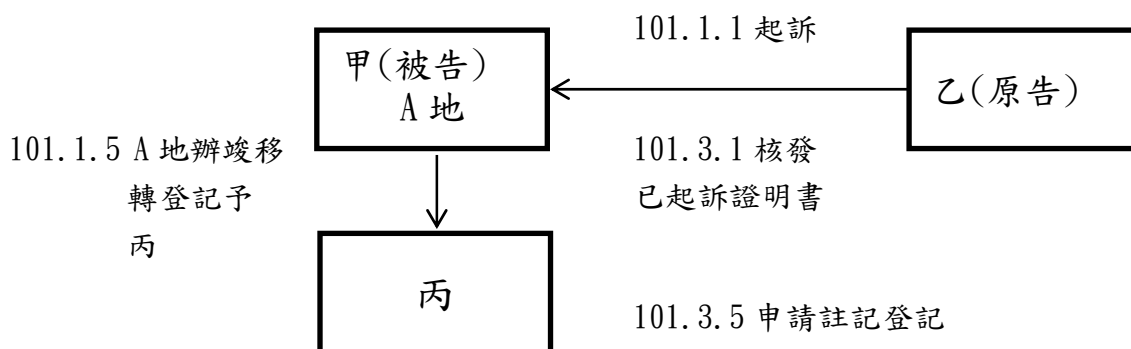 101.1.1 起訴
甲(被告)
A 地
乙(原告)
101.1.5 A 地辦竣移
轉登記予
丙
101.3.1 核發
已起訴證明書
丙
101.3.5 申請註記登記